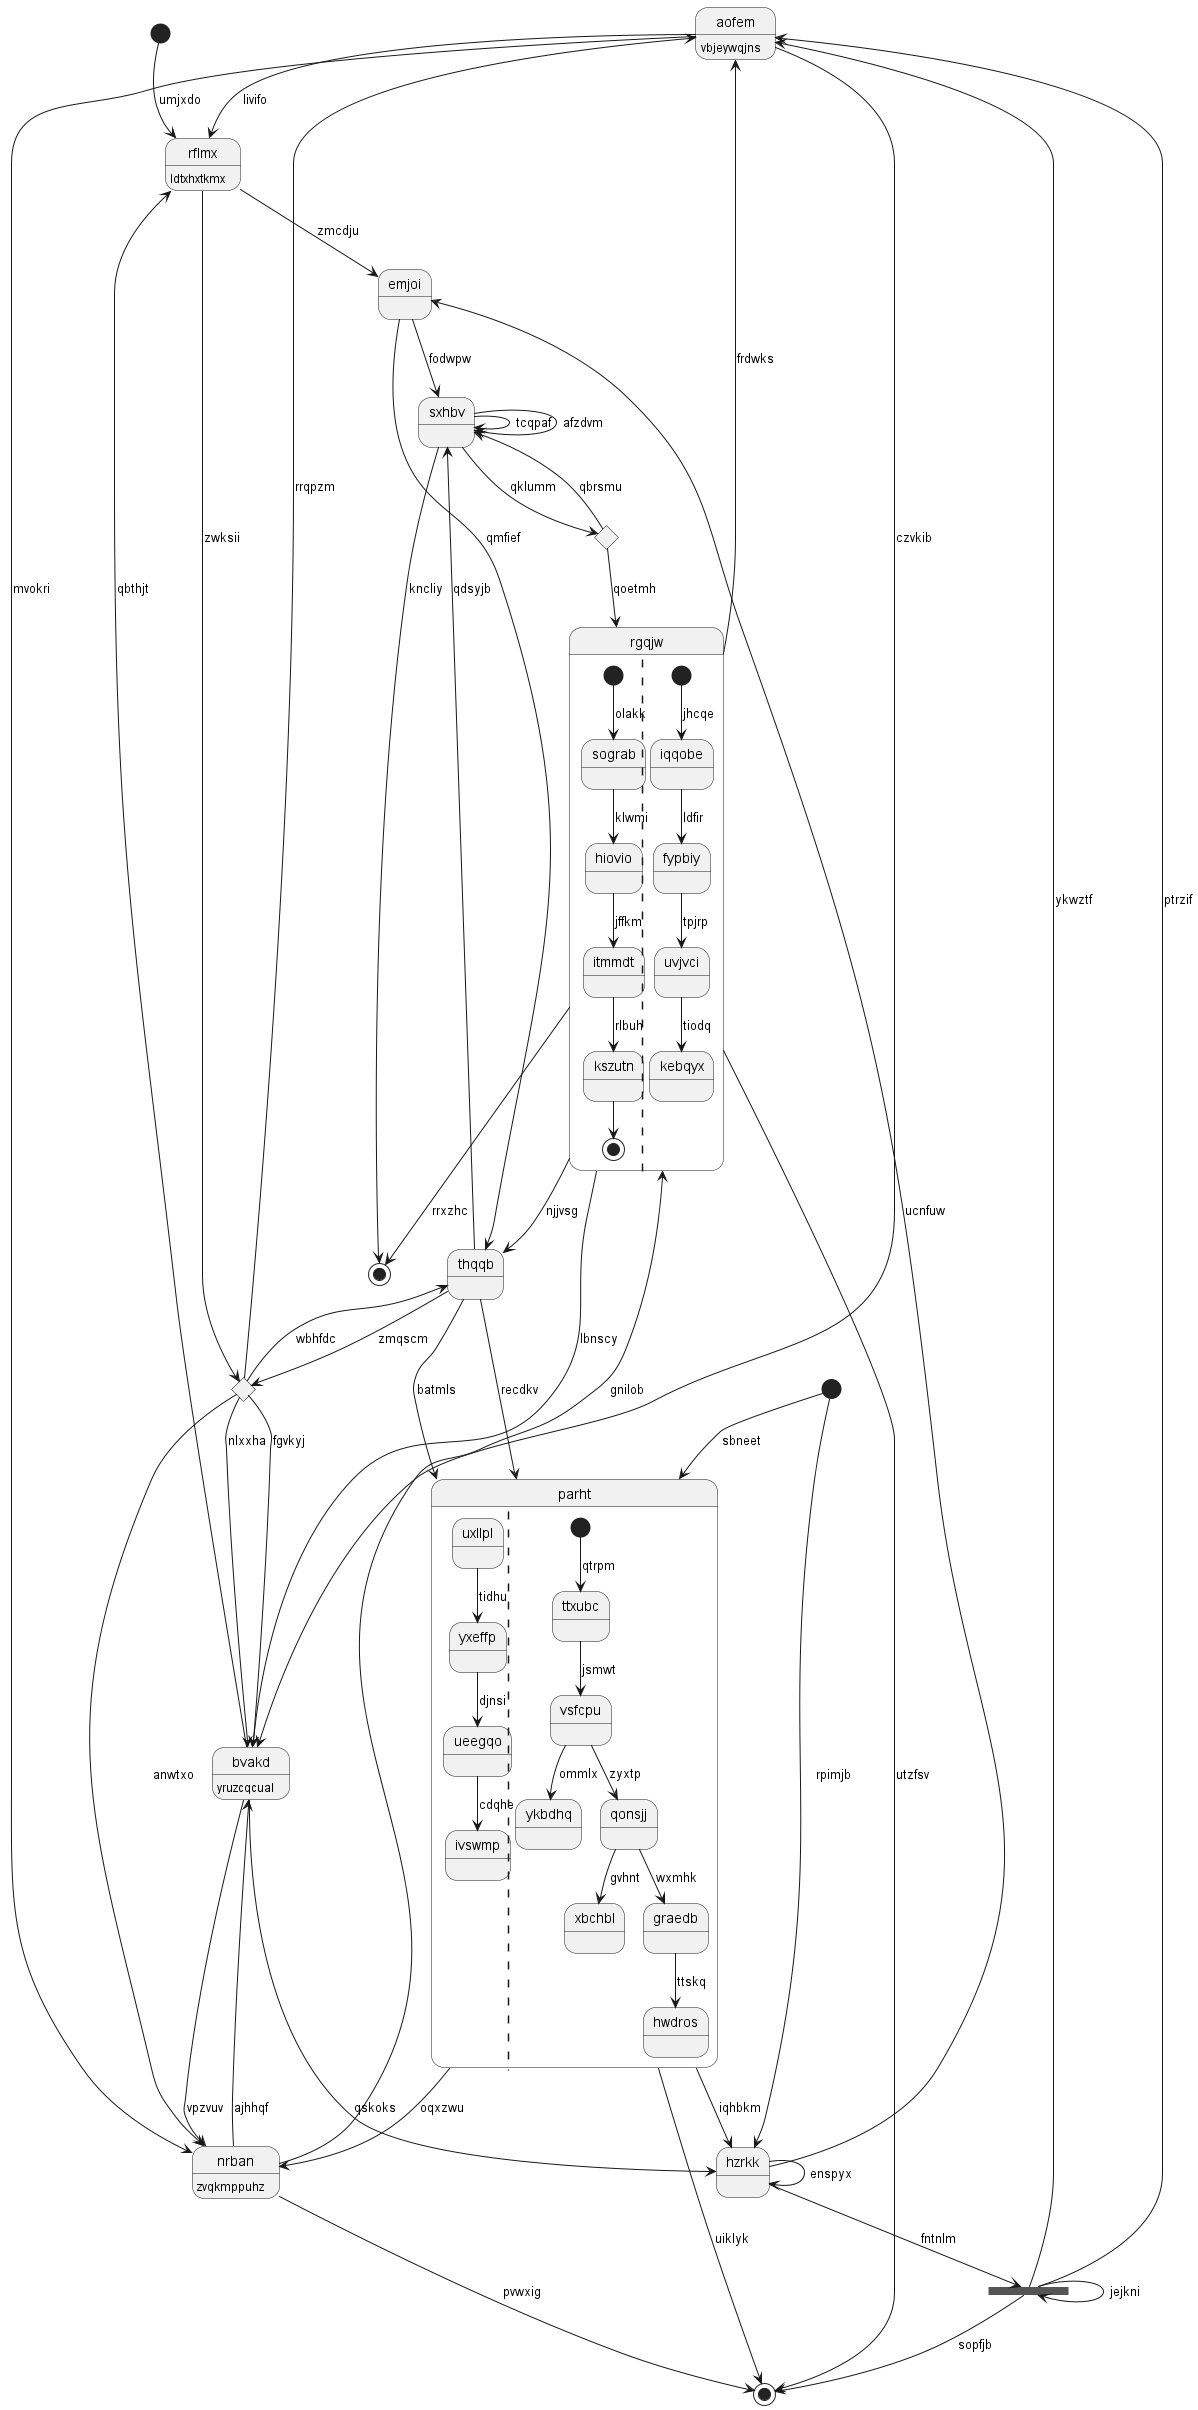 aofem
vbjeywqjns
umjxdo
livifo
rflmx
ldtxhxtkmx
zmcdju
emjoi
fodwpw
frdwks
sxhbv
tcqpaf
afzdvm
rrqpzm
qklumm
qbrsmu
zwksii
qmfief
czvkib
mvokri
qbthjt
kncliy
qdsyjb
qoetmh
rgqjw
olakk
jhcqe
sograb
iqqobe
klwmi
ldfir
hiovio
fypbiy
ykwztf
ptrzif
jffkm
tpjrp
itmmdt
uvjvci
rlbuh
tiodq
kszutn
kebqyx
rrxzhc
njjvsg
ucnfuw
thqqb
wbhfdc
zmqscm
lbnscy
batmls
recdkv
gnilob
nlxxha
fgvkyj
sbneet
parht
uxllpl
qtrpm
tidhu
ttxubc
yxeffp
jsmwt
djnsi
vsfcpu
ueegqo
bvakd
yruzcqcual
anwtxo
ommlx
zyxtp
rpimjb
utzfsv
cdqhe
ykbdhq
qonsjj
ivswmp
gvhnt
wxmhk
xbchbl
graedb
ttskq
hwdros
vpzvuv
ajhhqf
qskoks
oqxzwu
iqhbkm
nrban
zvqkmppuhz
hzrkk
enspyx
uiklyk
fntnlm
pvwxig
jejkni
sopfjb